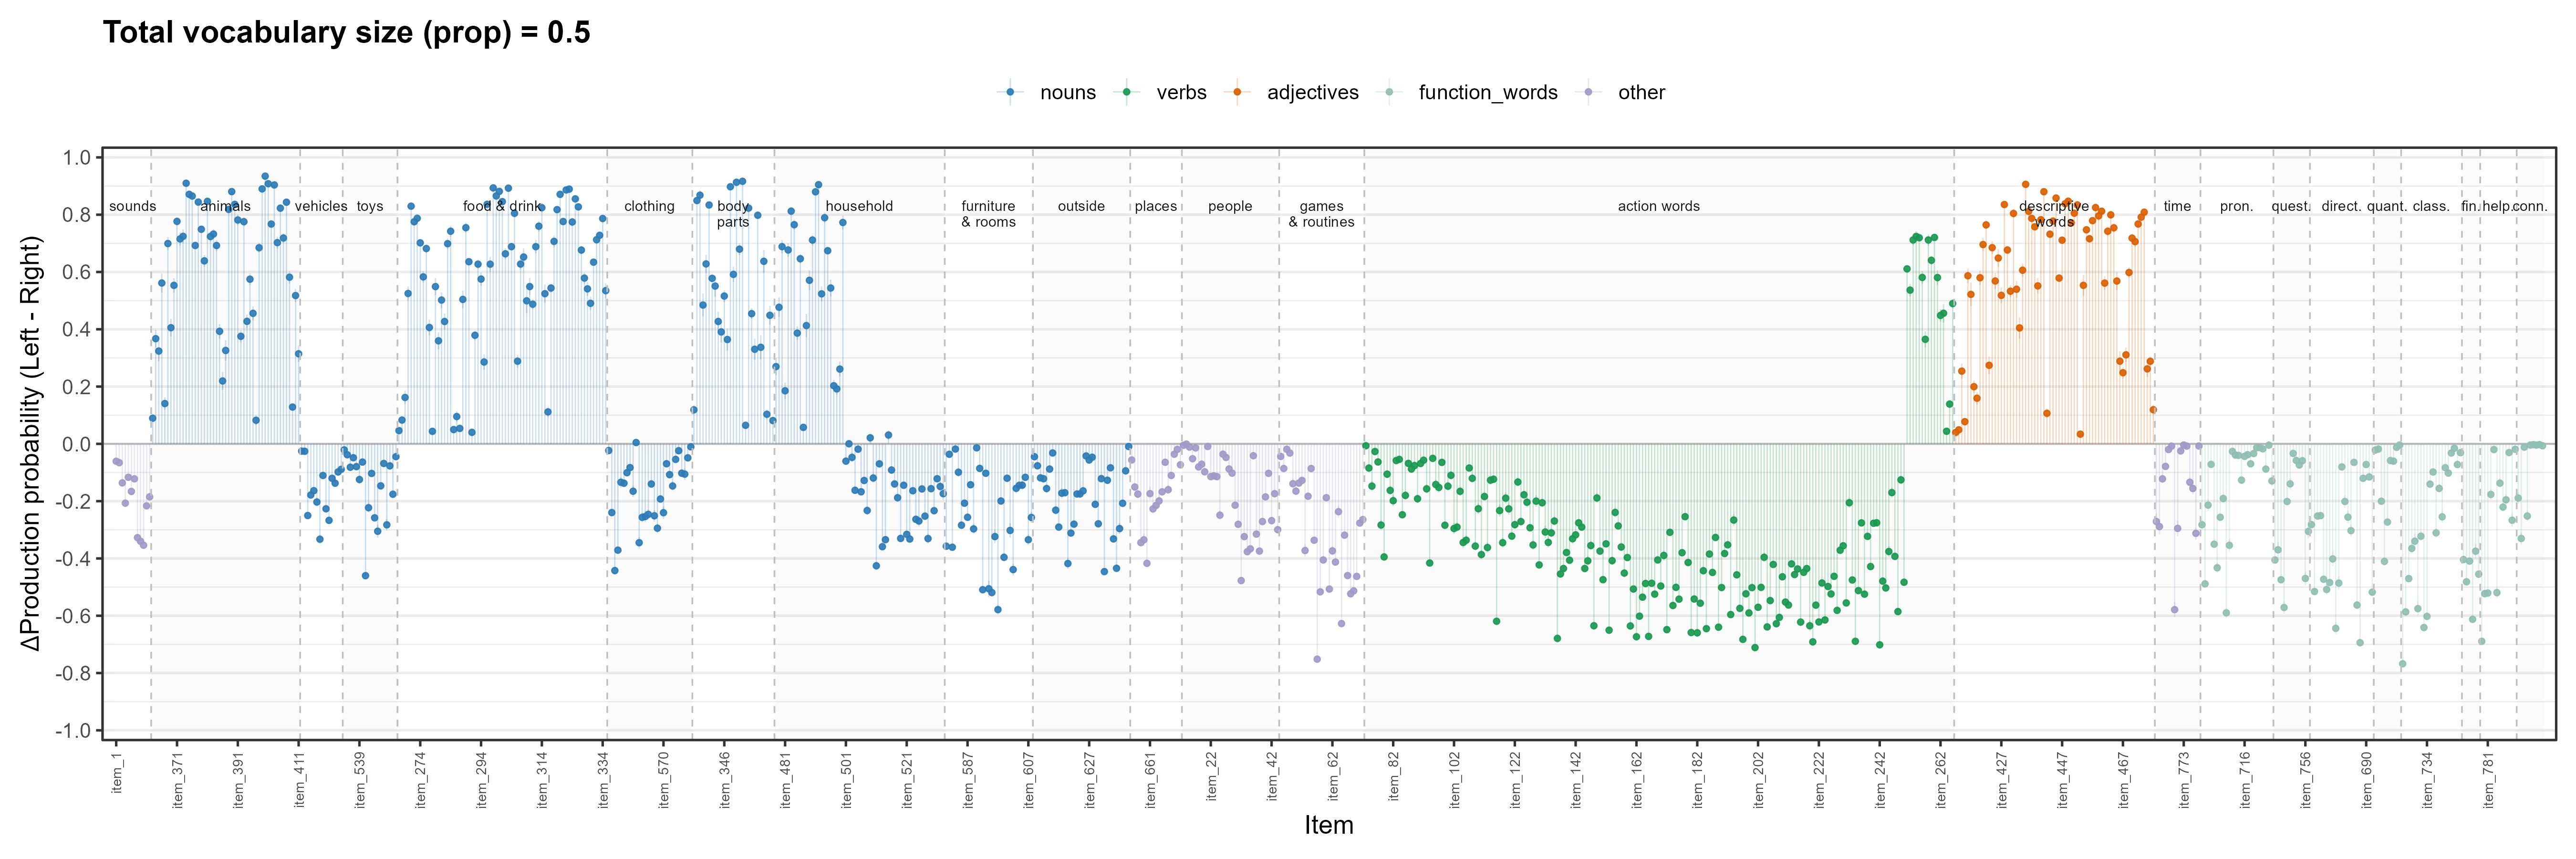 Total vocabulary size (prop) = 0.5
nouns verbs adjectives function_words other
ΔProduction probability (Left - Right)
1.0
0.8
0.6
0.4
0.2
0.0
-0.2
-0.4
-0.6
-0.8
-1.0
sounds animals vehicles toys food & drink clothing body parts household furniture & rooms outside places people games & routines action words descriptive words time pron. quest. direct. quant. class. fin. help. conn.
item_1 item_371 item_391 item_411 item_539 item_274 item_294 item_314 item_334 item_570 item_346 item_481 item_501 item_521 item_587 item_607 item_627 item_661 item_22 item_42 item_62 item_82 item_102 item_122 item_142 item_162 item_182 item_202 item_222 item_242 item_262 item_427 item_447 item_467 item_773 item_716 item_756 item_690 item_734 item_781
Item